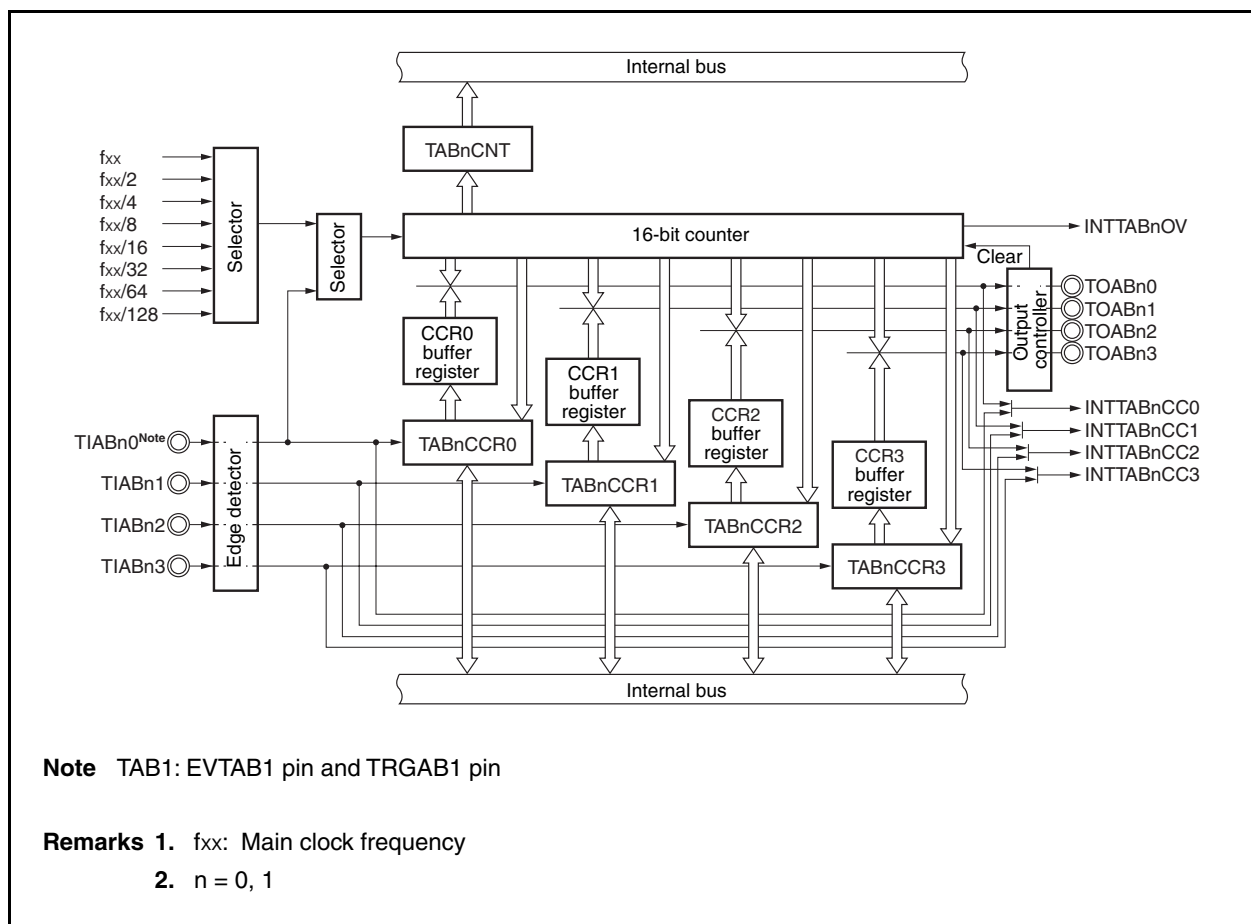 Internal bus
TABnCNT
fxx
fxx/2
fxx/4
fxx/8
fxx/16
fxx/32
fxx/64
fxx/128
Selector
Selector
16-bit counter
INTTABnOV
Clear
Output
controller
TOABn0
TOABn1
TOABn2
TOABn3
CCR0
buffer
register
CCR1
buffer
register
CCR2
buffer
register
CCR3
buffer
register
INTTABnCC0
INTTABnCC1
INTTABnCC2
INTTABnCC3
TIABn0Note
TIABn1
TIABn2
TIABn3
Edge detector
TABnCCR0
TABnCCR1
TABnCCR2
TABnCCR3
Internal bus
Note TAB1: EVTAB1 pin and TRGAB1 pin
Remarks 1. fxx: Main clock frequency
2. n = 0, 1